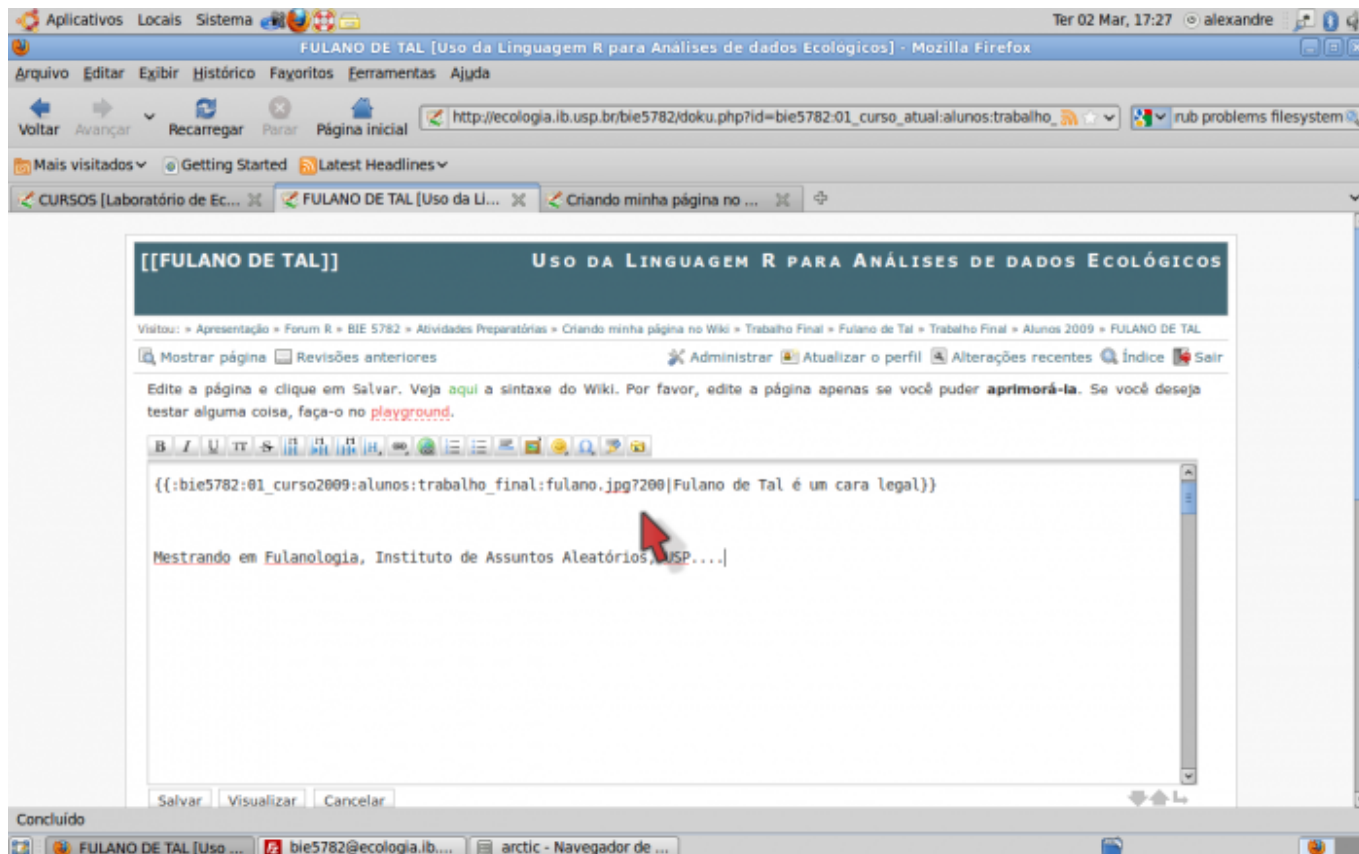 Aplicativos Locais Sistema Ter 02 Mar, 17:27 alexandre
FULANO DE TAL [Uso da Linguagem R para Análises de dados Ecológicos] - Mozilla Firefox
Arquivo Editar Exibir Histórico Favoritos Ferramentas Ajuda
Voltar Avançar Recarregar Parar Página inicial http://ecologia.ib.usp.br/bie5782/doku.php?id=bie5782:01_curso_atual:alunos:trabalho_ rub problems filesystem
Mais visitados Getting Started Latest Headlines
CURSOS [Laboratório de Ec... FULANO DE TAL [Uso da Li... Criando minha página no ...
[[FULANO DE TAL]] USO DA LINGUAGEM R PARA ANÁLISES DE DADOS ECOLÓGICOS
Visitou: » Apresentação » Forum R » BIE 5782 » Atividades Preparatórias » Criando minha página no Wiki » Trabalho Final » Fulano de Tal » Trabalho Final » Alunos 2009 » FULANO DE TAL
Mostrar página Revisões anteriores Administrar Atualizar o perfil Alterações recentes Índice Sair
Edite a página e clique em Salvar. Veja aqui a sintaxe do Wiki. Por favor, edite a página apenas se você puder aprimorá-la. Se você deseja
testar alguma coisa, faça-o no playground.
B I U TT S
{{:bie5782:01_curso2009:alunos:trabalho_final:fulano.jpg?200|Fulano de Tal é um cara legal}}
Mestrando em Fulanologia, Instituto de Assuntos Aleatórios, USP....
Salvar Visualizar Cancelar
Concluído
FULANO DE TAL [Uso ... bie5782@ecologia.ib.... arctic - Navegador de ...